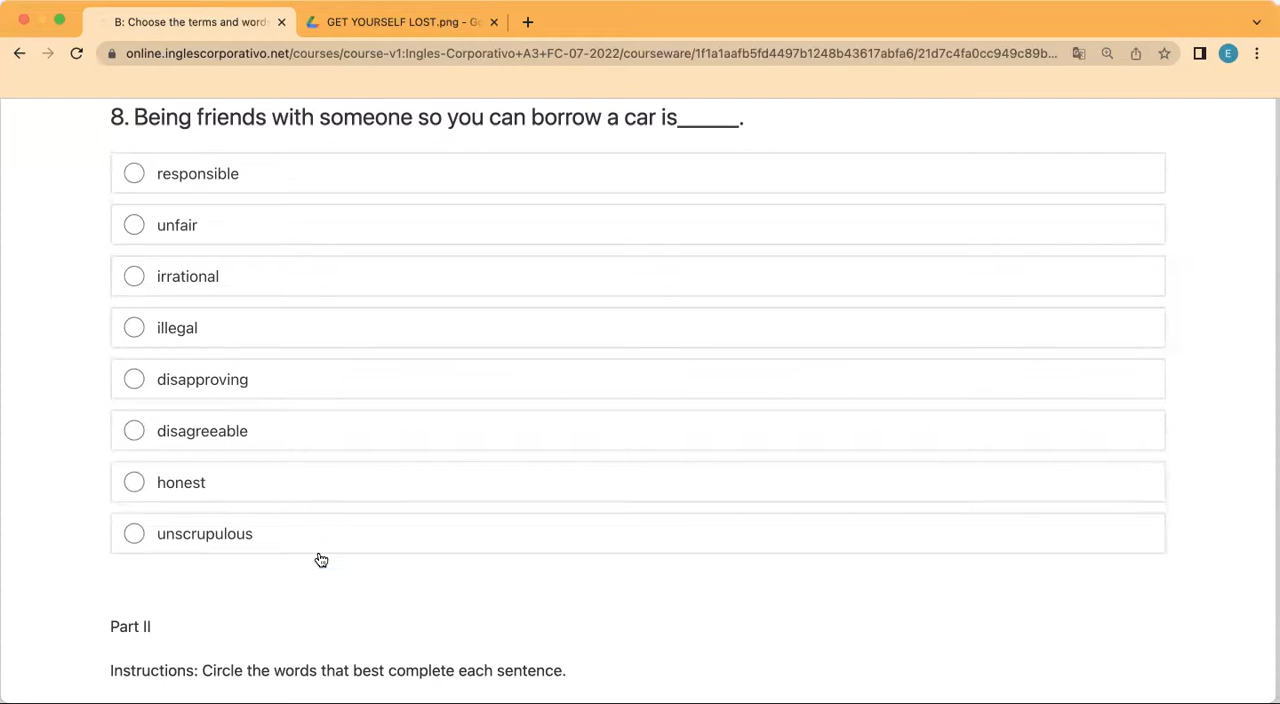 B: Choose the terms and word
GET YOURSELF LOST.png - Go
online.inglescorporativo.net/courses/course-v1:Ingles-Corporativo+A3+FC-07-2022/courseware/1f1a1aafb5fd4497b1248b43617abfa6/21d7c4fa0cc949c89b...
E
8. Being friends with someone so you can borrow a car is______.
responsible
unfair
irrational
illegal
disapproving
disagreeable
honest
unscrupulous
Part II
Instructions: Circle the words that best complete each sentence.